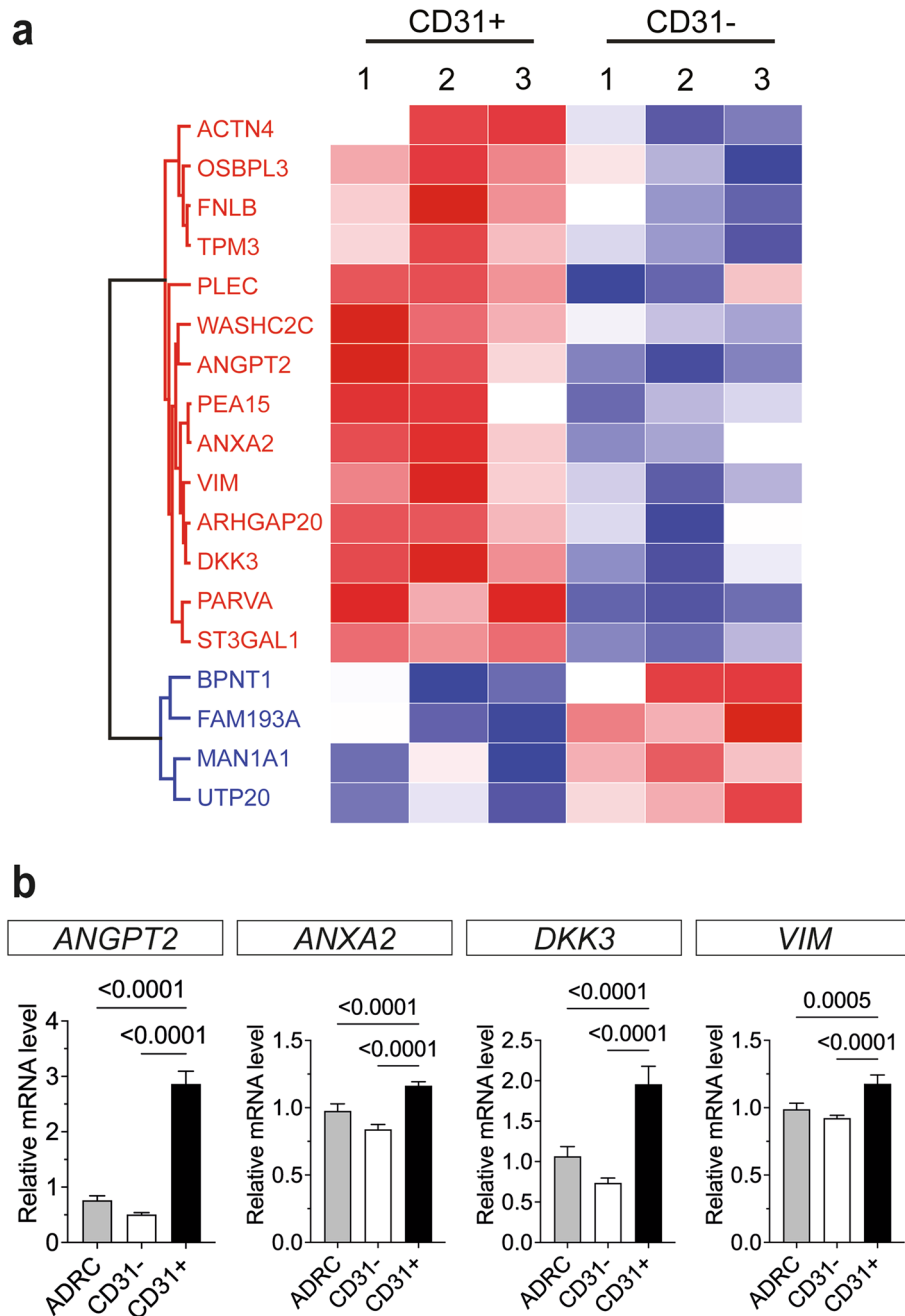 a
CD31+ CD31-
1 2 3 1 2 3
ACTN4
OSBPL3
FNLB
TPM3
PLEC
WASHC2C
ANGPT2
PEA15
ANXA2
VIM
ARHGAP20
DKK3
PARVA
ST3GAL1
BPNT1
FAM193A
MAN1A1
UTP20
b
ANGPT2
<0.0001
<0.0001
Relative mRNA level
4
3
2
1
0
ADRC
CD31-
CD31+
ANXA2
<0.0001
<0.0001
Relative mRNA level
1.5
1.0
0.5
0.0
ADRC
CD31-
CD31+
DKK3
<0.0001
<0.0001
Relative mRNA level
2.5
2.0
1.5
1.0
0.5
0.0
ADRC
CD31-
CD31+
VIM
0.0005
<0.0001
Relative mRNA level
1.5
1.0
0.5
0.0
ADRC
CD31-
CD31+